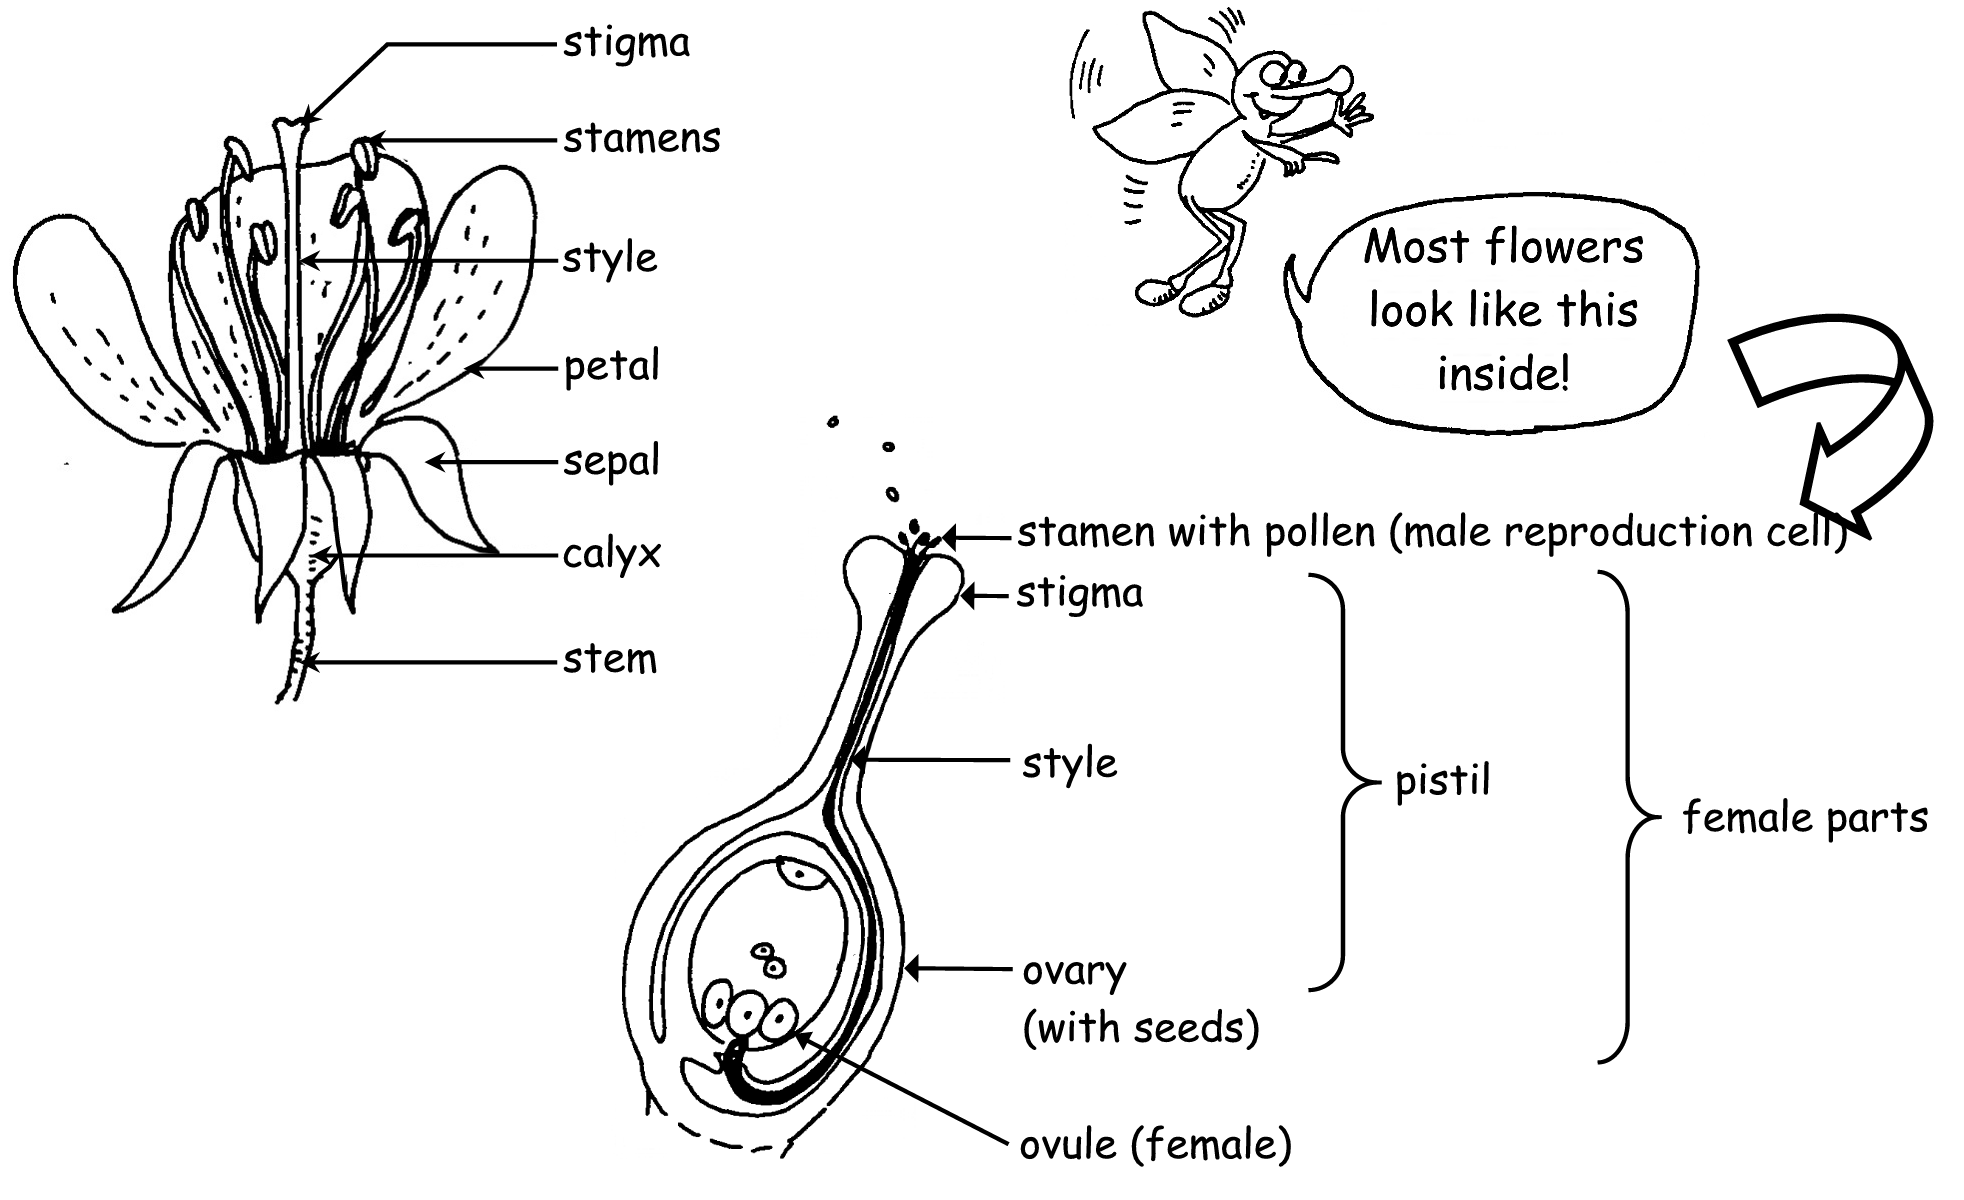 stigma
stamens
style
petal
sepal
calyx
stem
Most flowers
look like this
inside!
stamen with pollen (male reproduction cell)
stigma
style
ovary
(with seeds)
ovule (female)
pistil
female parts